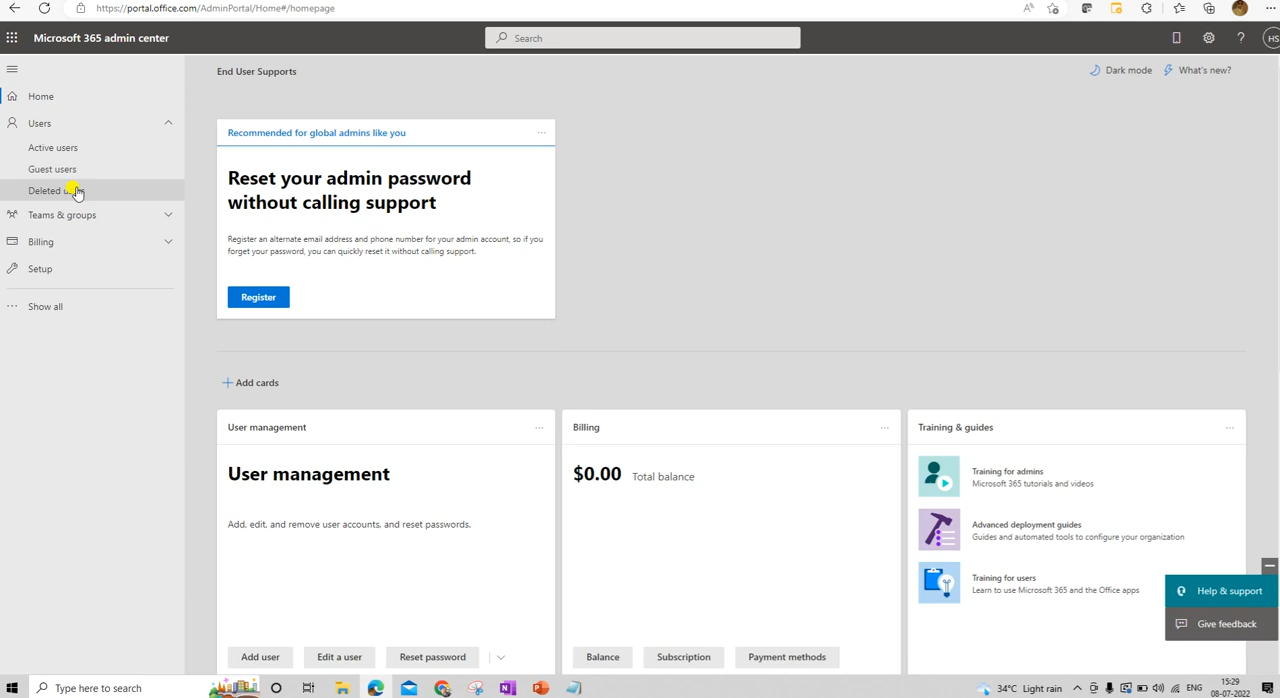 https://portal.office.com/AdminPortal/Home#/homepage
Microsoft 365 admin center
Search
HS
Home
Users
Active users
Guest users
Deleted users
Teams & groups
Billing
Setup
Show all
End User Supports
Dark mode
What's new?
Recommended for global admins like you
Reset your admin password
without calling support
Register an alternate email address and phone number for your admin account, so if you
forget your password, you can quickly reset it without calling support.
Register
Add cards
User management
User management
Add, edit, and remove user accounts, and reset passwords.
Add user
Edit a user
Reset password
Billing
$0.00 Total balance
Balance
Subscription
Payment methods
Training & guides
Training for admins
Microsoft 365 tutorials and videos
Advanced deployment guides
Guides and automated tools to configure your organization
Training for users
Learn to use Microsoft 365 and the Office apps
Help & support
Give feedback
Type here to search
34°C Light rain
ENG
15:29
08-07-2022